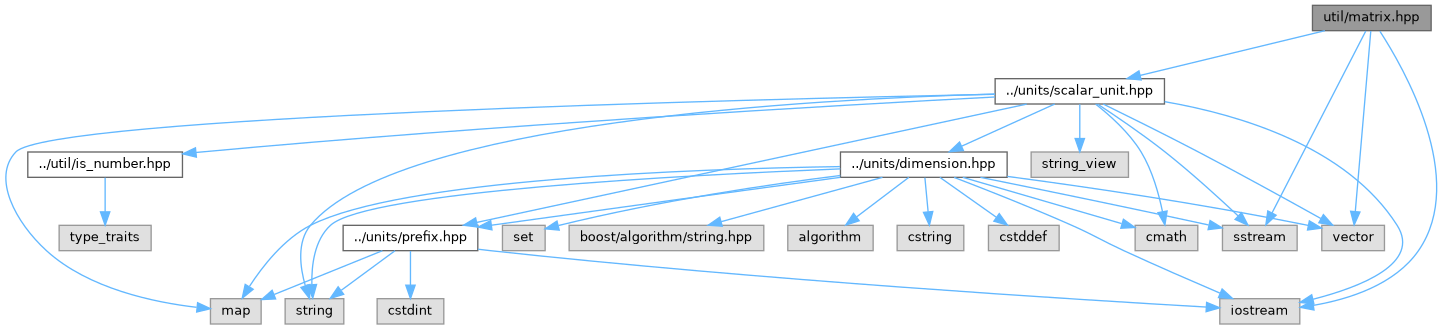 util/matrix.hpp
../units/scalar_unit.hpp
../util/is_number.hpp
../units/dimension.hpp
string_view
type_traits
../units/prefix.hpp
set
boost/algorithm/string.hpp
algorithm
cstring
cstddef
cmath
sstream
vector
map
string
cstdint
iostream